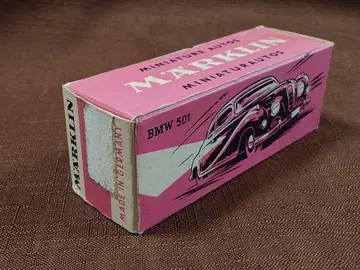 MINIATURE AUTOS
MÄRKLIN
MINIATURAUTOS
BMW 501
MÄRKLIN
MADE IN GERMANY